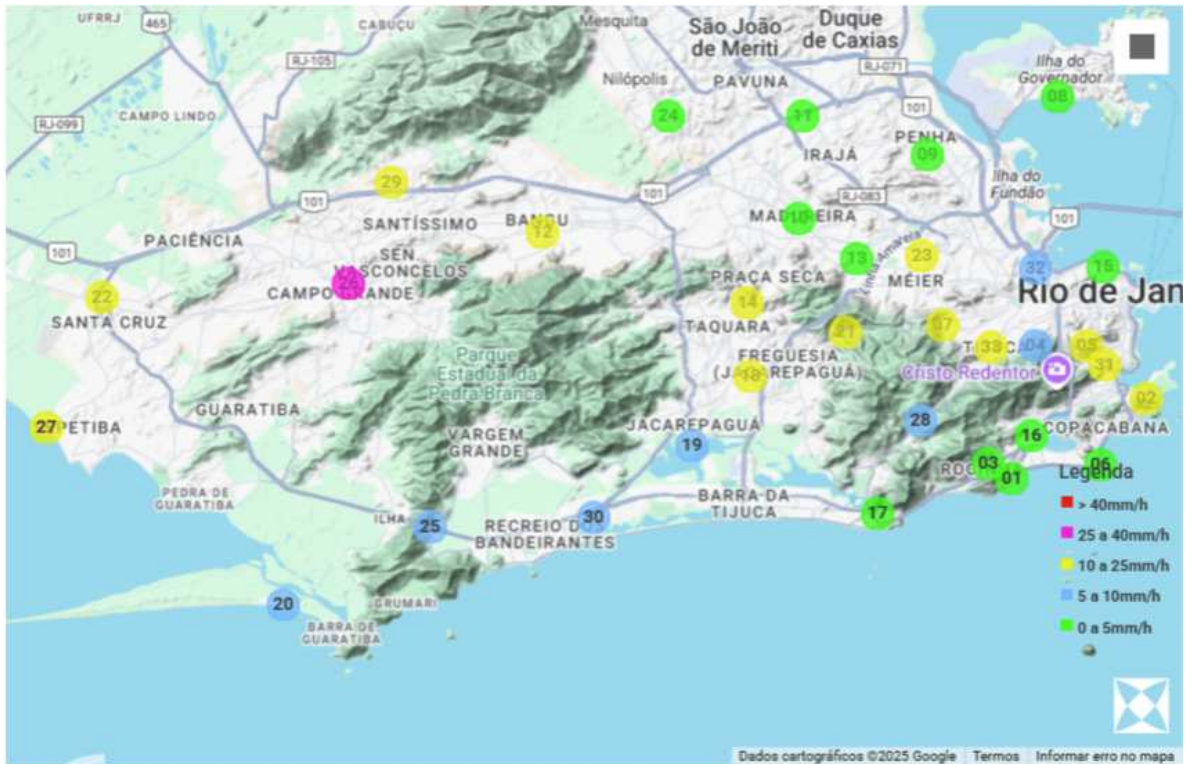 UFRRJ
465
CABUÇU
Mesquita
São João
de Meriti
Duque
de Caxias
RJ-105
Nilópolis
PAVUNA
RJ-071
Ilha do
Governador
08
RJ-099
CAMPO LINDO
24
11
101
PENHA
09
IRAJÁ
Ilha do
Fundão
29
101
101
RJ-083
SANTÍSSIMO
BANGU
12
MADUREIRA
10
101
PACIÊNCIA
101
SEN.
VASCONCELOS
13
Linha Amarela
23
32
15
22
CAMPO GRANDE
PRAÇA SECA
MÉIER
Rio de Jan
SANTA CRUZ
14
TAQUARA
21
07
33
04
05
Parque
Estadual da
Pedra Branca
FREGUESIA
(JACAREPAGUÁ)
18
Cristo Redentor
31
02
GUARATIBA
27
PETIBA
VARGEM
GRANDE
JACAREPAGUÁ
19
28
16
COPACABANA
03
01
06
PEDRA DE
GUARATIBA
ILHA
25
RECREIO D
BANDEIRANTES
30
BARRA DA
TIJUCA
17
20
GRUMARI
BARRA DE
GUARATIBA
Legenda
> 40mm/h
25 a 40mm/h
10 a 25mm/h
5 a 10mm/h
0 a 5mm/h
Dados cartográficos ©2025 Google
Termos
Informar erro no mapa